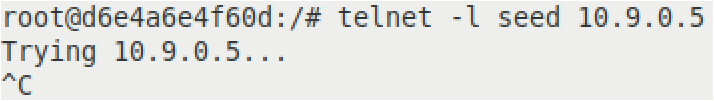 root@d6e4a6e4f60d:/# telnet -l seed 10.9.0.5
Trying 10.9.0.5...
^C